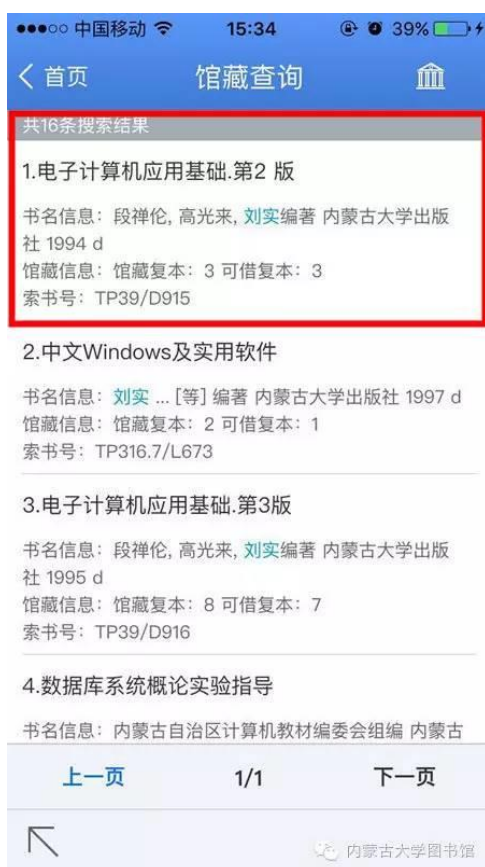 中国移动 15:34 39%
首页 馆藏查询
共16条搜索结果
1.电子计算机应用基础.第2 版
书名信息：段禅伦, 高光来, 刘实编著 内蒙古大学出版
社 1994 d
馆藏信息：馆藏复本：3 可借复本：3
索书号：TP39/D915
2.中文Windows及实用软件
书名信息：刘实 ... [等] 编著 内蒙古大学出版社 1997 d
馆藏信息：馆藏复本：2 可借复本：1
索书号：TP316.7/L673
3.电子计算机应用基础.第3版
书名信息：段禅伦, 高光来, 刘实编著 内蒙古大学出版
社 1995 d
馆藏信息：馆藏复本：8 可借复本：7
索书号：TP39/D916
4.数据库系统概论实验指导
书名信息：内蒙古自治区计算机教材编委会组编 内蒙古
上一页 1/1 下一页
内蒙古大学图书馆